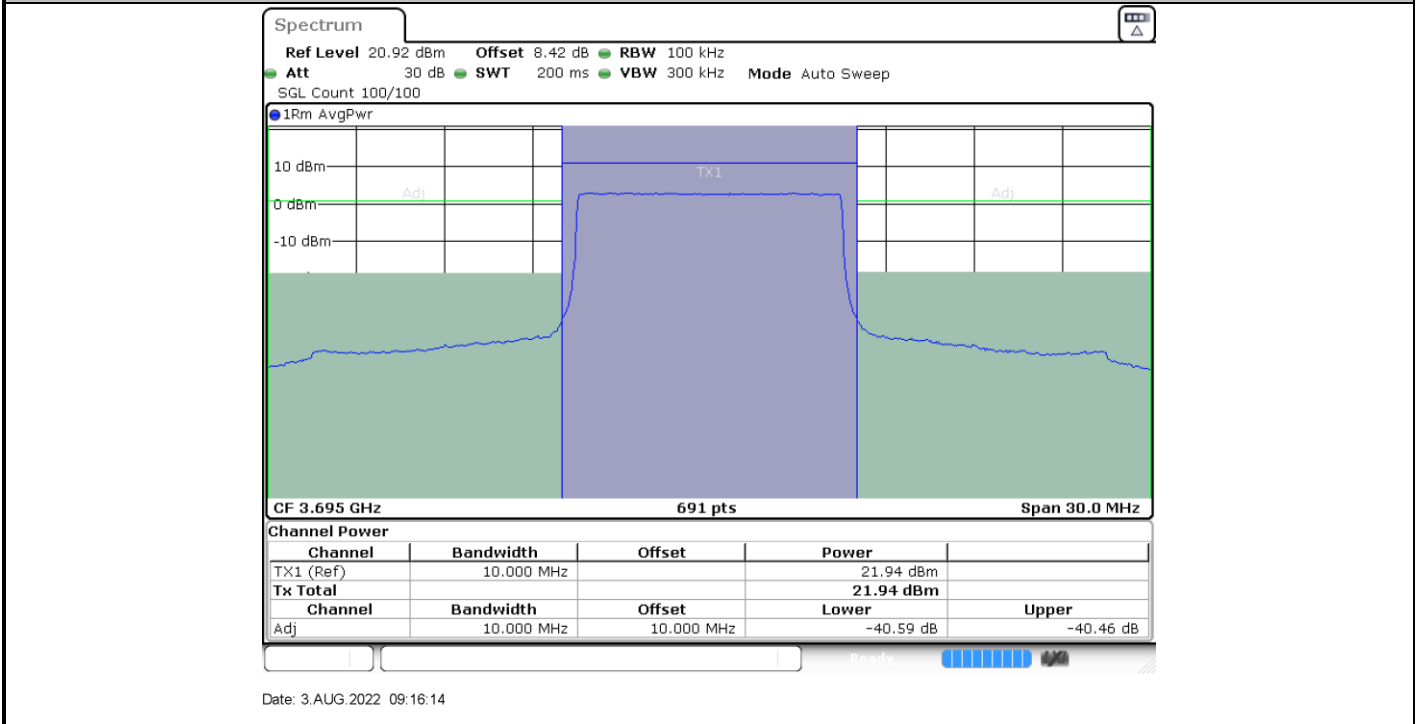 Spectrum
Ref Level 20.92 dBm Offset 8.42 dB RBW 100 kHz
Att 30 dB SWT 200 ms VBW 300 kHz Mode Auto Sweep
SGL Count 100/100
1Rm AvgPwr
10 dBm
TX1
Adj Adj
0 dBm
-10 dBm
CF 3.695 GHz 691 pts Span 30.0 MHz
Channel Power
Channel Bandwidth Offset Power
TX1 (Ref) 10.000 MHz 21.94 dBm
Tx Total 21.94 dBm
Channel Bandwidth Offset Lower Upper
Adj 10.000 MHz 10.000 MHz -40.59 dB -40.46 dB
Ready
Date: 3.AUG.2022 09:16:14